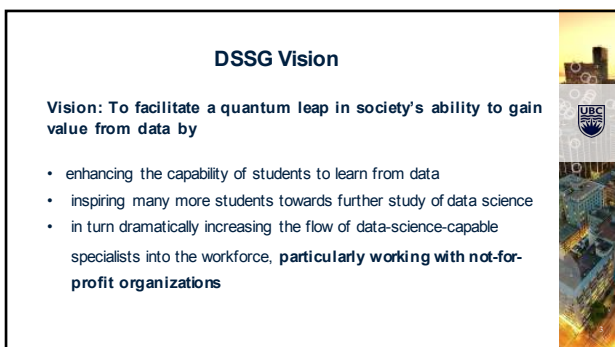 DSSG Vision
Vision: To facilitate a quantum leap in society's ability to gain
value from data by
• enhancing the capability of students to learn from data
• inspiring many more students towards further study of data science
• in turn dramatically increasing the flow of data-science-capable
specialists into the workforce, particularly working with not-for-
profit organizations
UBC
3